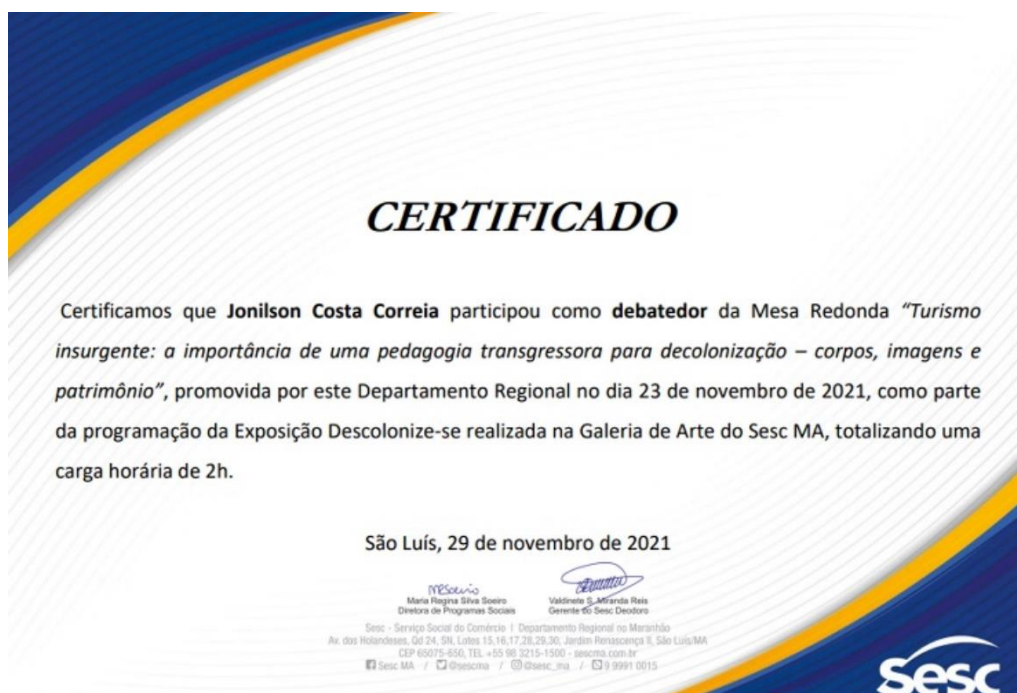 CERTIFICADO
Certificamos que Jonilson Costa Correia participou como debatedor da Mesa Redonda “Turismo
insurgente: a importância de uma pedagogia transgressora para decolonização – corpos, imagens e
patrimônio”, promovida por este Departamento Regional no dia 23 de novembro de 2021, como parte
da programação da Exposição Descolonize-se realizada na Galeria de Arte do Sesc MA, totalizando uma
carga horária de 2h.
São Luís, 29 de novembro de 2021
Maria Regina Silva Soeiro
Diretora de Programas Sociais
Valdinete S. Miranda Reis
Gerente do Sesc Deodoro
Sesc - Serviço Social do Comércio | Departamento Regional no Maranhão
Av. dos Holandeses, Qd 24, SN, Lotes 15,16,17,28,29,30, Jardim Renascença II, São Luís/MA
CEP 65075-650, TEL +55 98 3215-1500 - sescma.com.br
Sesc MA / @sescma / @sesc_ma / 9 9991 0015
Sesc